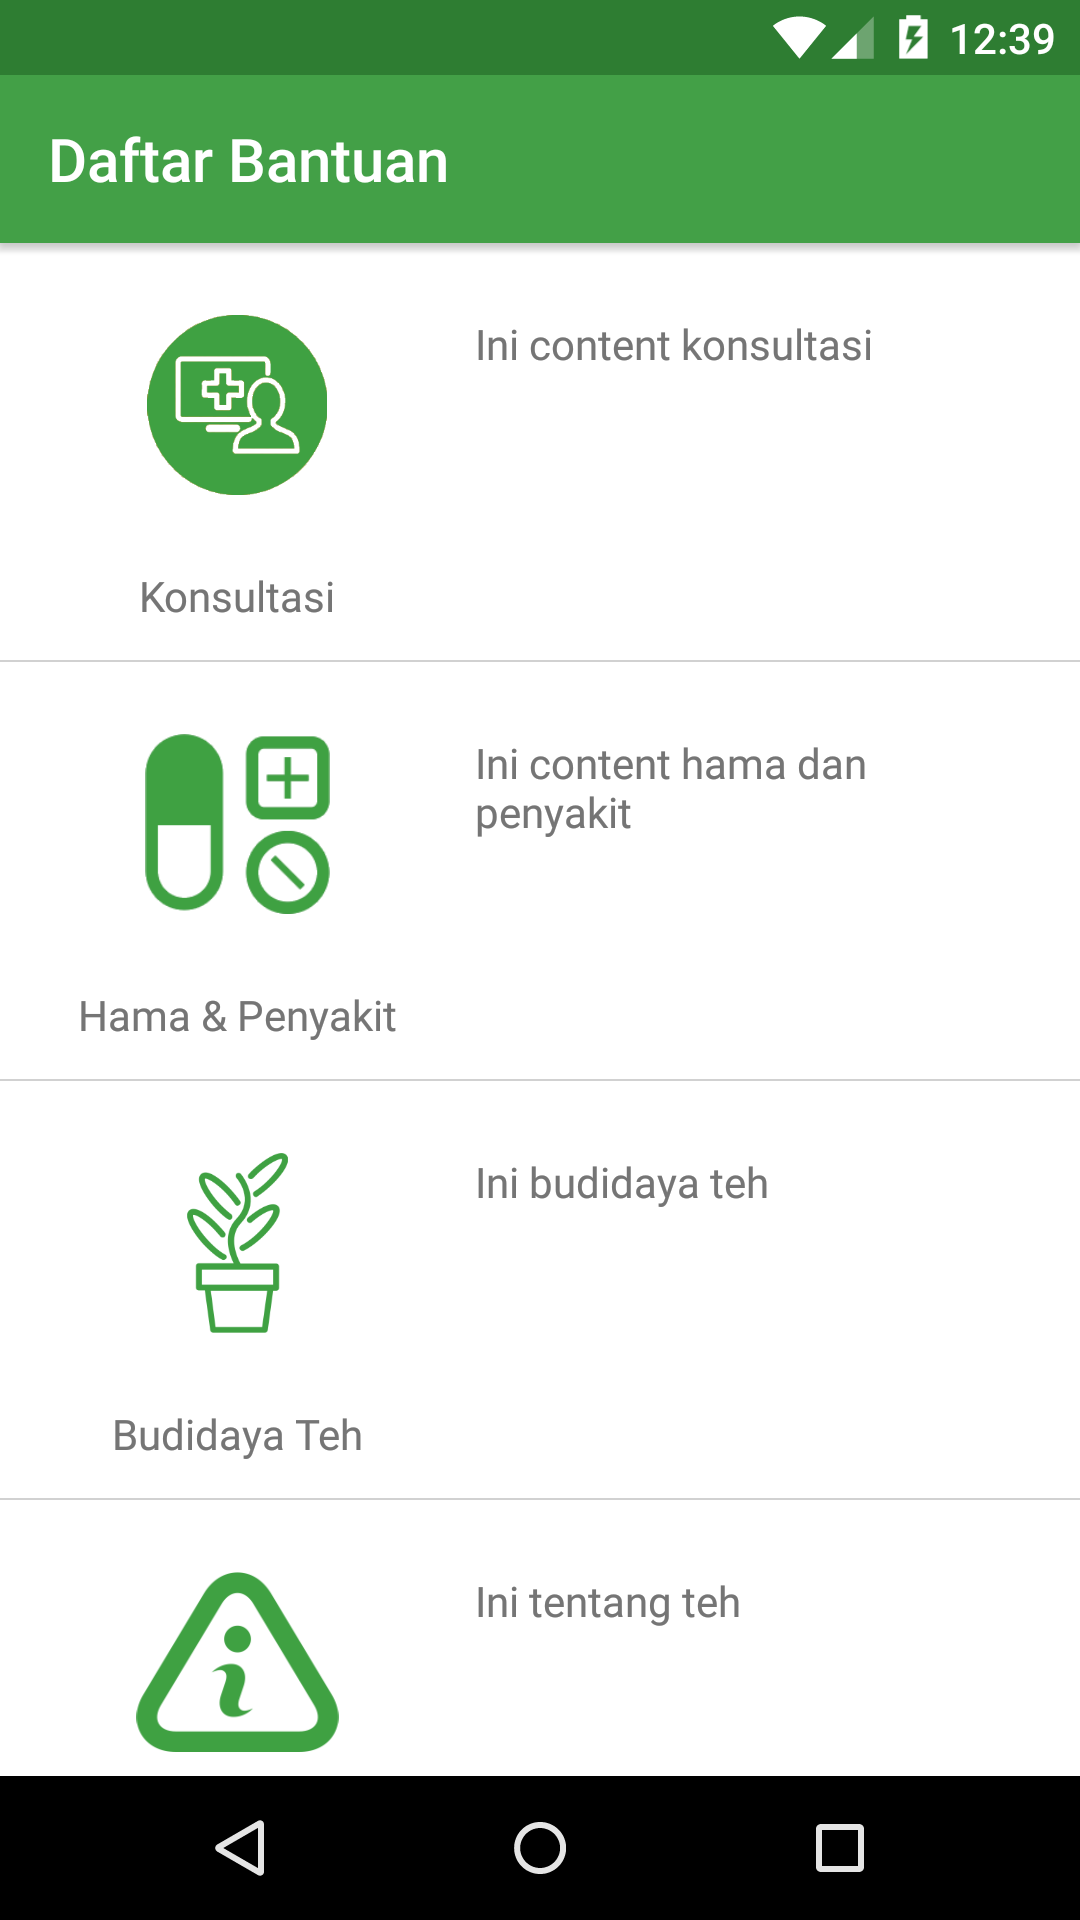 12:39
Daftar Bantuan
Ini content konsultasi
Konsultasi
Ini content hama dan
penyakit
Hama & Penyakit
Ini budidaya teh
Budidaya Teh
Ini tentang teh